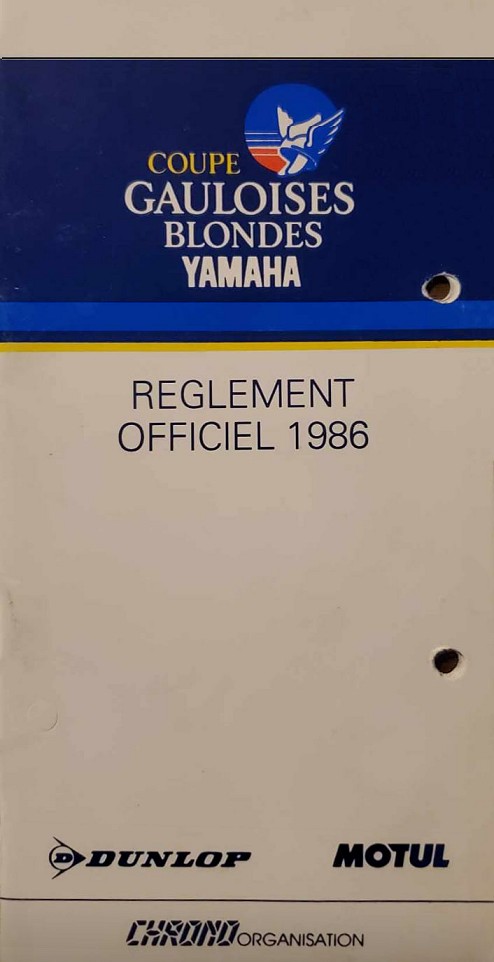 COUPE
GAULOISES
BLONDES
YAMAHA
REGLEMENT
OFFICIEL 1986
D DUNLOP
MOTUL
CHRONO ORGANISATION